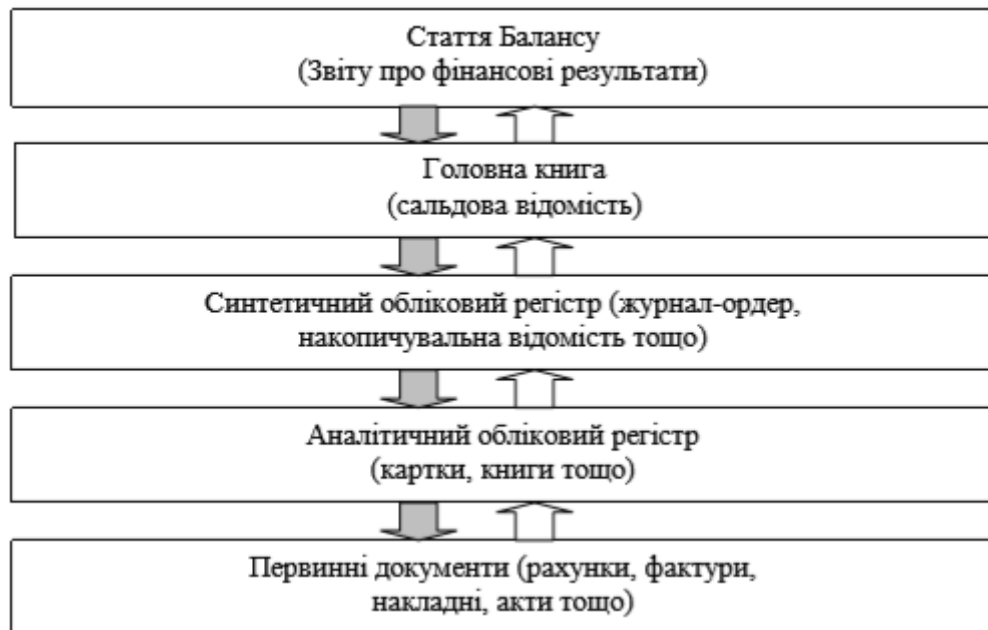 Стаття Балансу
(Звіту про фінансові результати)
Головна книга
(сальдова відомість)
Синтетичний обліковий регістр (журнал-ордер,
накопичувальна відомість тощо)
Аналітичний обліковий регістр
(картки, книги тощо)
Первинні документи (рахунки, фактури,
накладні, акти тощо)